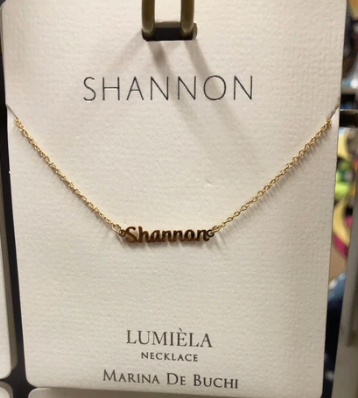 SHANNON
Shannon
LUMIÈLA
NECKLACE
MARINA DE BUCHI